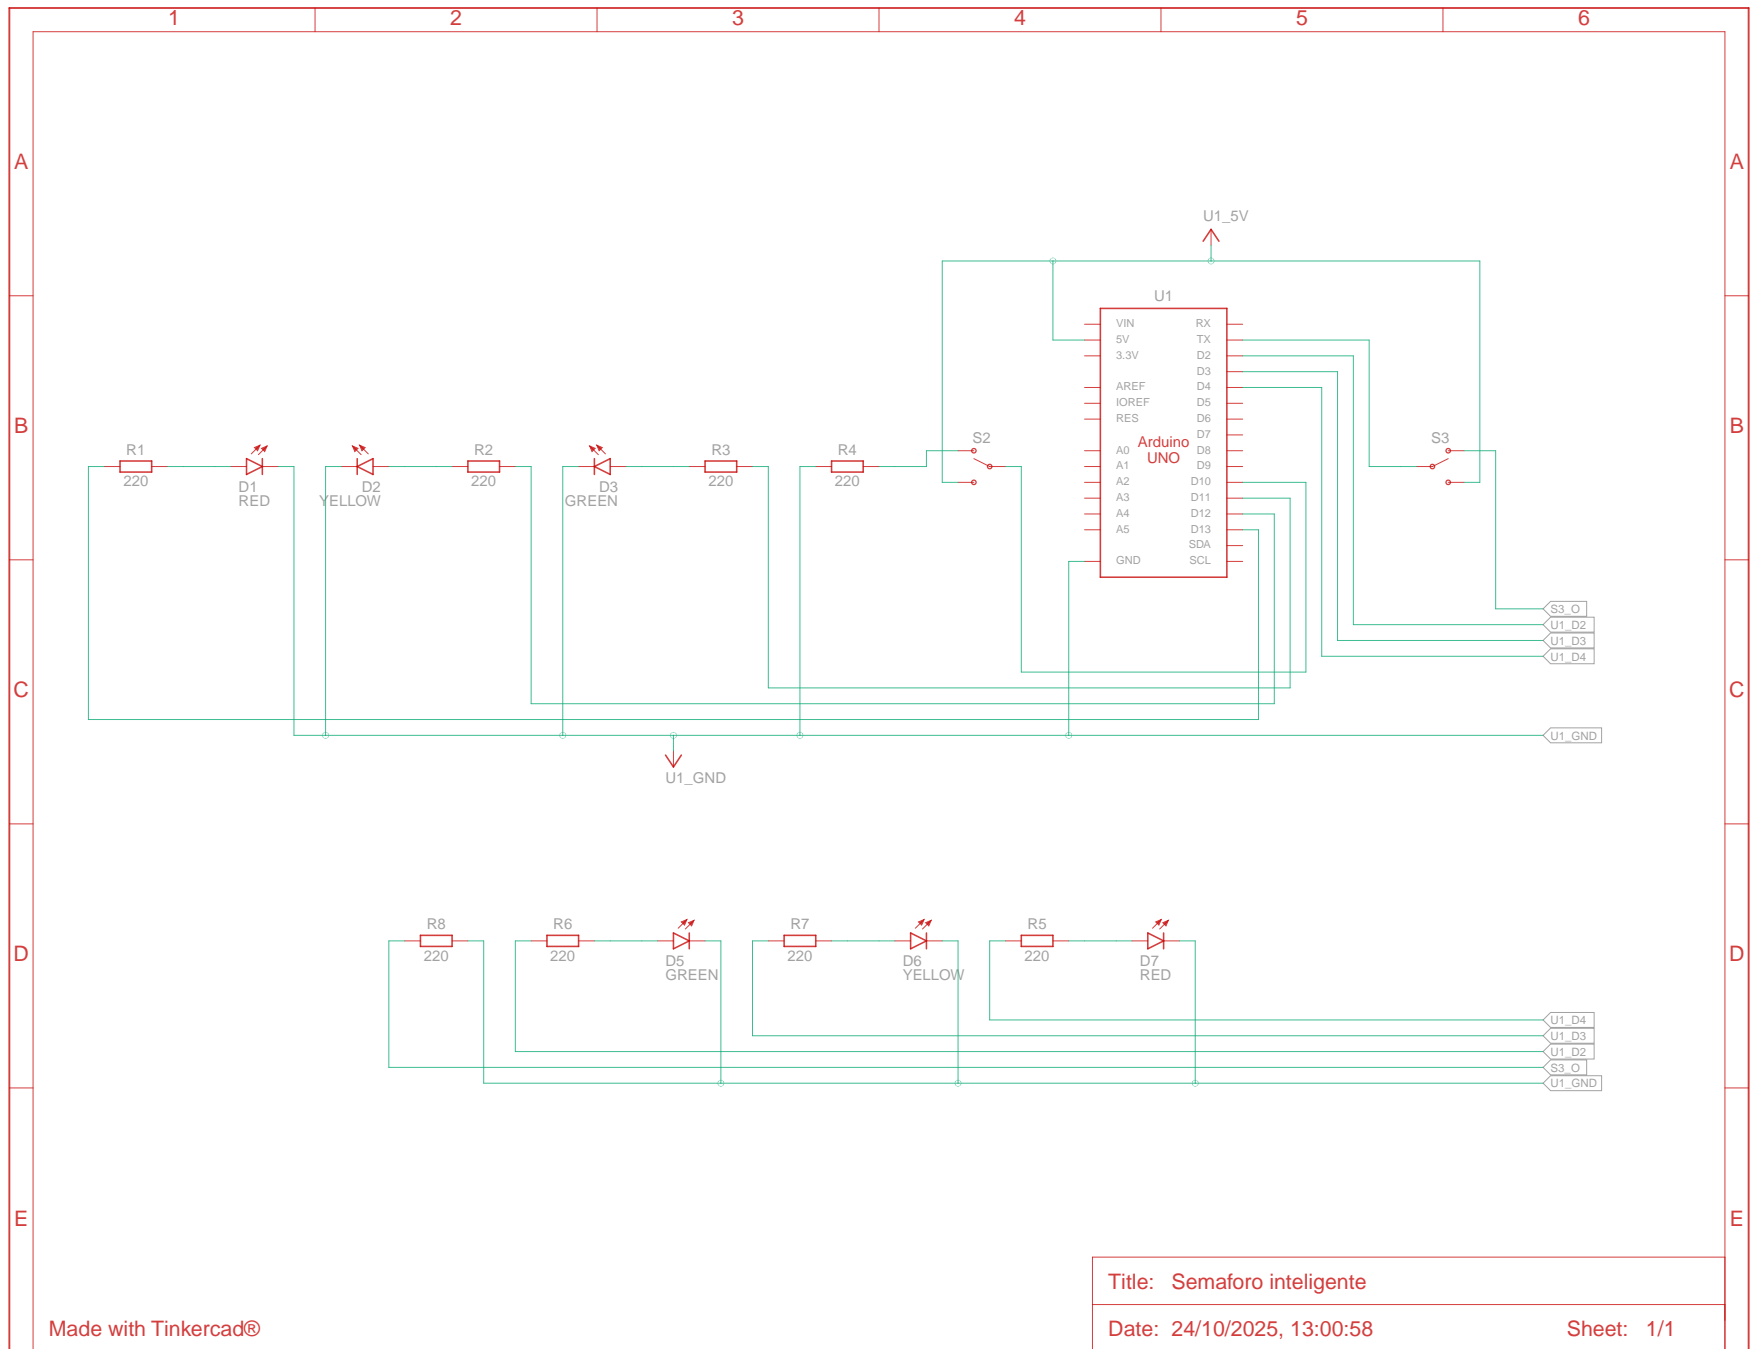 1 2 3 4 5 6
A A
U1_5V
U1
VIN RX
5V TX
3.3V D2
D3
AREF D4
IOREF D5
RES D6
D7
Arduino
UNO
A0 D8
A1 D9
A2 D10
A3 D11
A4 D12
A5 D13
SDA
GND SCL
B B
R1 R2 R3 R4 S2 S3
220 D1 D2 220 D3 220 220
RED YELLOW GREEN
S3_O
U1_D2
U1_D3
U1_D4
C C
U1_GND
U1_GND
R8 R6 R7 R5
D D
220 220 D5 220 D6 220 D7
GREEN YELLOW RED
U1_D4
U1_D3
U1_D2
S3_O
U1_GND
E E
Title: Semaforo inteligente
Made with Tinkercad®
Date: 24/10/2025, 13:00:58 Sheet: 1/1